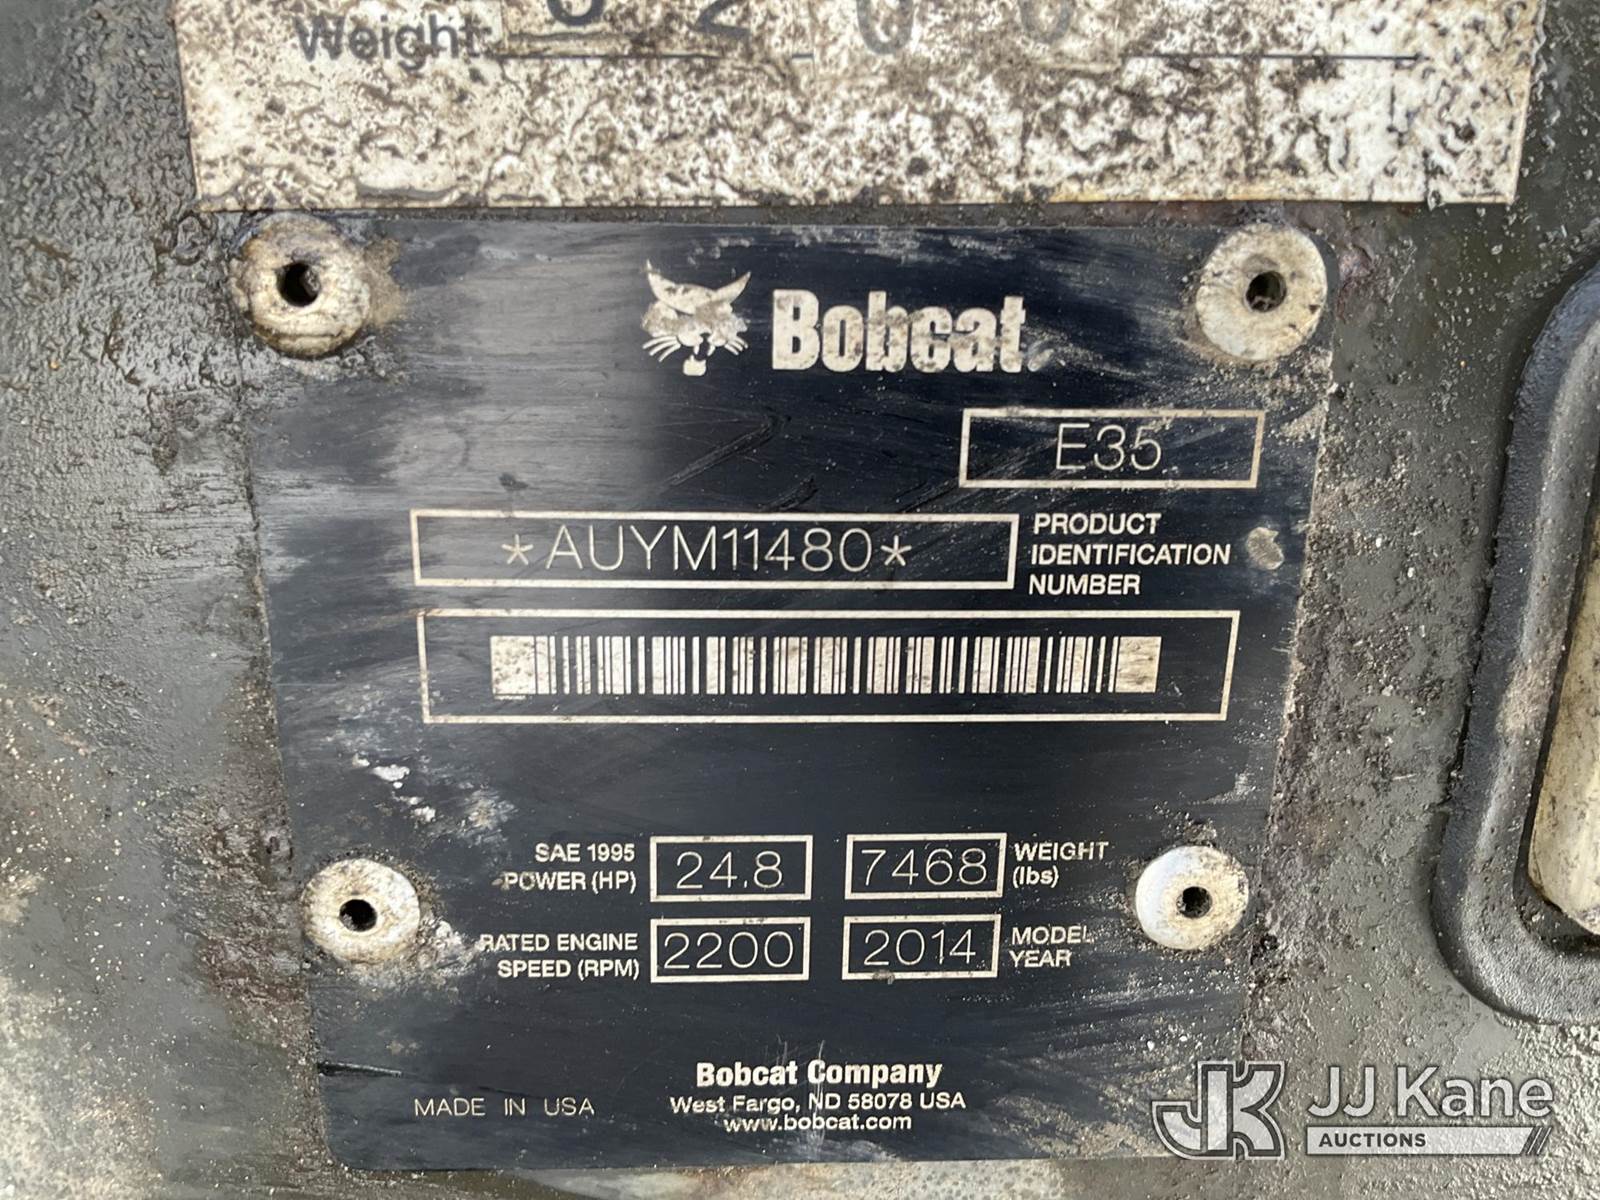 Weight:
Bobcat.
E35
*AUYM11480*
PRODUCT
IDENTIFICATION
NUMBER
SAE 1995
POWER (HP)
24.8
7468
WEIGHT
(lbs)
RATED ENGINE
SPEED (RPM)
2200
2014
MODEL
YEAR
Bobcat Company
MADE IN USA
West Fargo, ND 58078 USA
www.bobcat.com
JK
JJ Kane
AUCTIONS